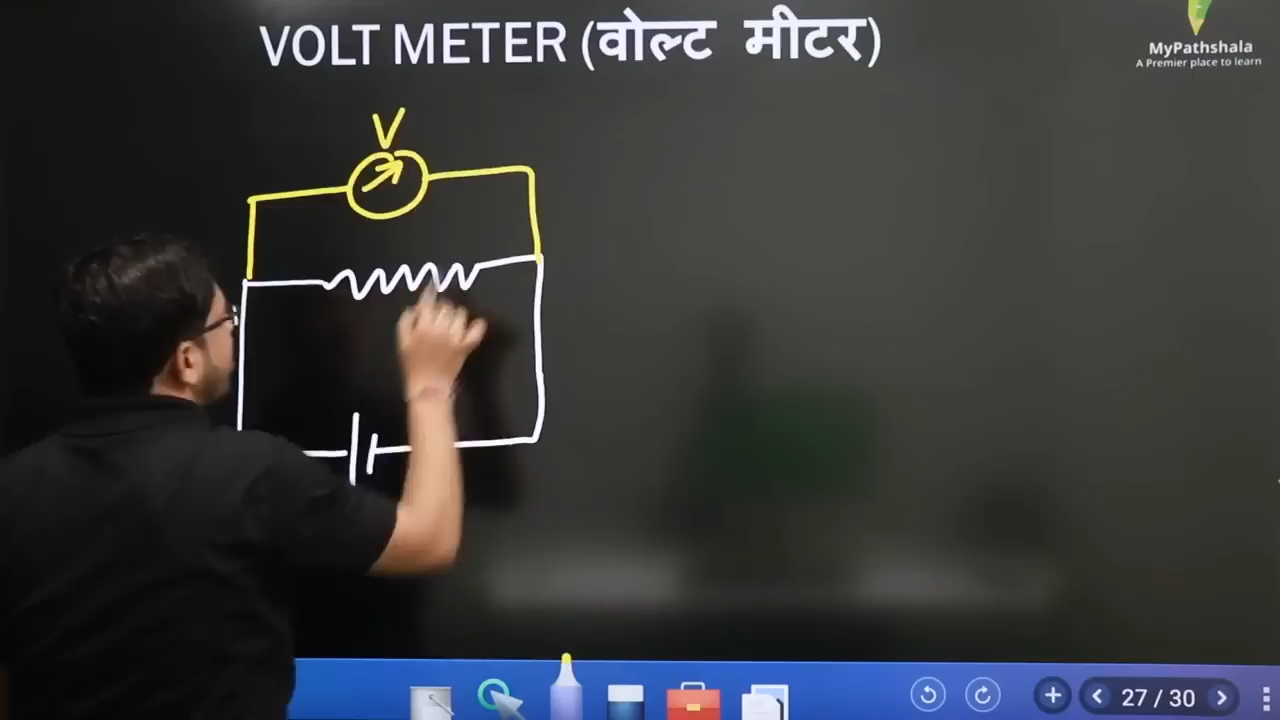 VOLT METER (वोल्ट मीटर)
MyPathshala
A Premier place to learn
V
27 / 30